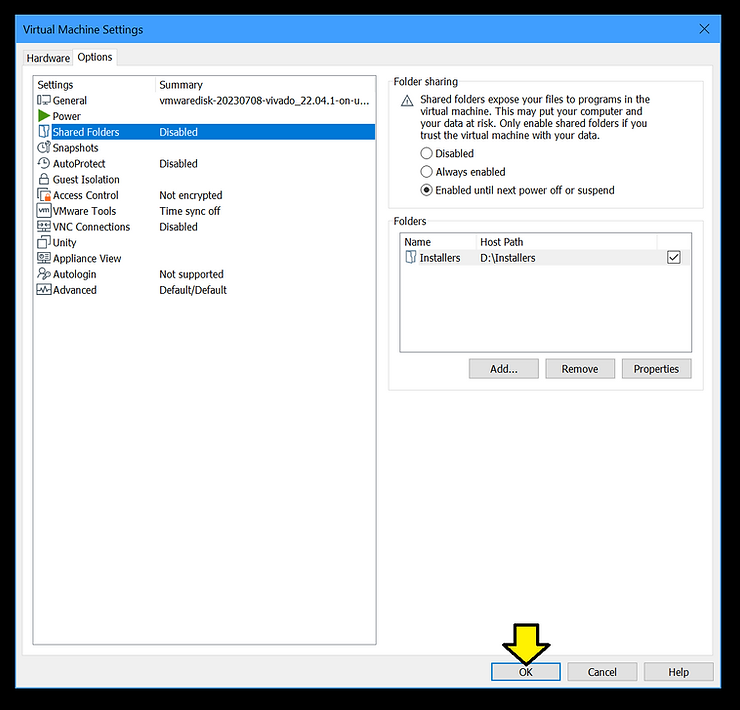 Virtual Machine Settings
Hardware Options
Settings Summary
General vmwaredisk-20230708-vivado_22.04.1-on-u...
Power
Shared Folders Disabled
Snapshots
AutoProtect Disabled
Guest Isolation
Access Control Not encrypted
vm VMware Tools Time sync off
VNC Connections Disabled
Unity
Appliance View
Autologin Not supported
Advanced Default/Default
Folder sharing
Shared folders expose your files to programs in the
virtual machine. This may put your computer and
your data at risk. Only enable shared folders if you
trust the virtual machine with your data.
Disabled
Always enabled
Enabled until next power off or suspend
Folders
Name Host Path
Installers D:\Installers
Add... Remove Properties
OK Cancel Help